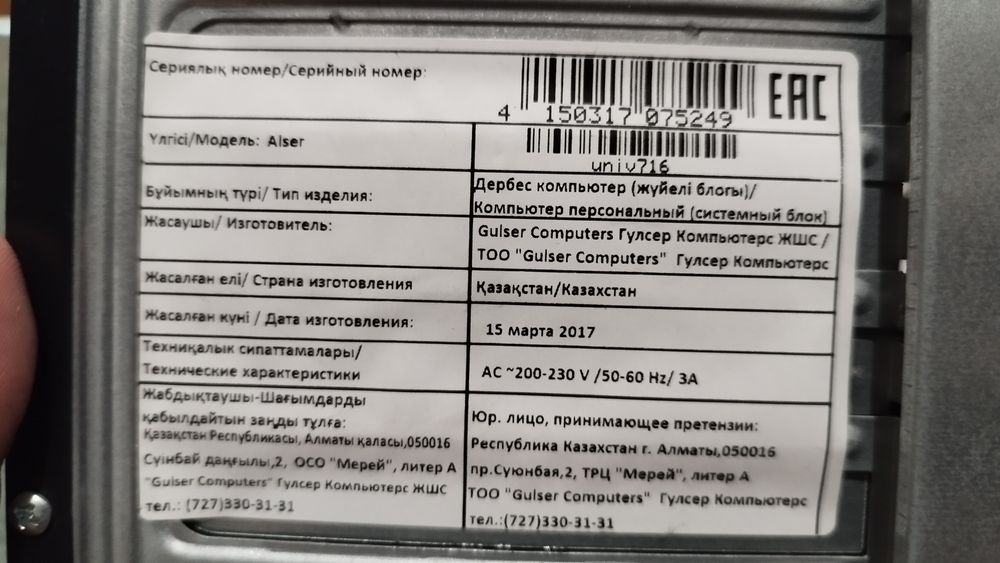 Сериялық номер/Серийный номер:
EAC
4 150317 075249
Үлгісі/Модель: Alser
univ716
Бұйымның түрі/ Тип изделия:
Дербес компьютер (жүйелі блогы)/
Компьютер персональный (системный блок)
Жасаушы/ Изготовитель:
Gulser Computers Гулсер Компьютерс ЖШС /
ТОО "Gulser Computers" Гулсер Компьютерс
Жасалған елі/ Страна изготовления
Қазақстан/Казахстан
Жасалған күні / Дата изготовления:
15 марта 2017
Техникалық сипаттамалары/
Технические характеристики
AC ~200-230 V /50-60 Hz/ 3A
Жабдықтаушы-Шағымдарды
қабылдайтын заңды тұлға:
Қазақстан Республикасы, Алматы қаласы,050016
Суінбай даңғылы,2, ОСО "Мерей", литер А
"Gulser Computers" Гулсер Компьютерс ЖШС
тел.: (727)330-31-31
Юр. лицо, принимающее претензии:
Республика Казахстан г. Алматы,050016
пр.Суюнбая,2, ТРЦ "Мерей", литер А
ТОО "Gulser Computers" Гулсер Компьютерс
тел.:(727)330-31-31